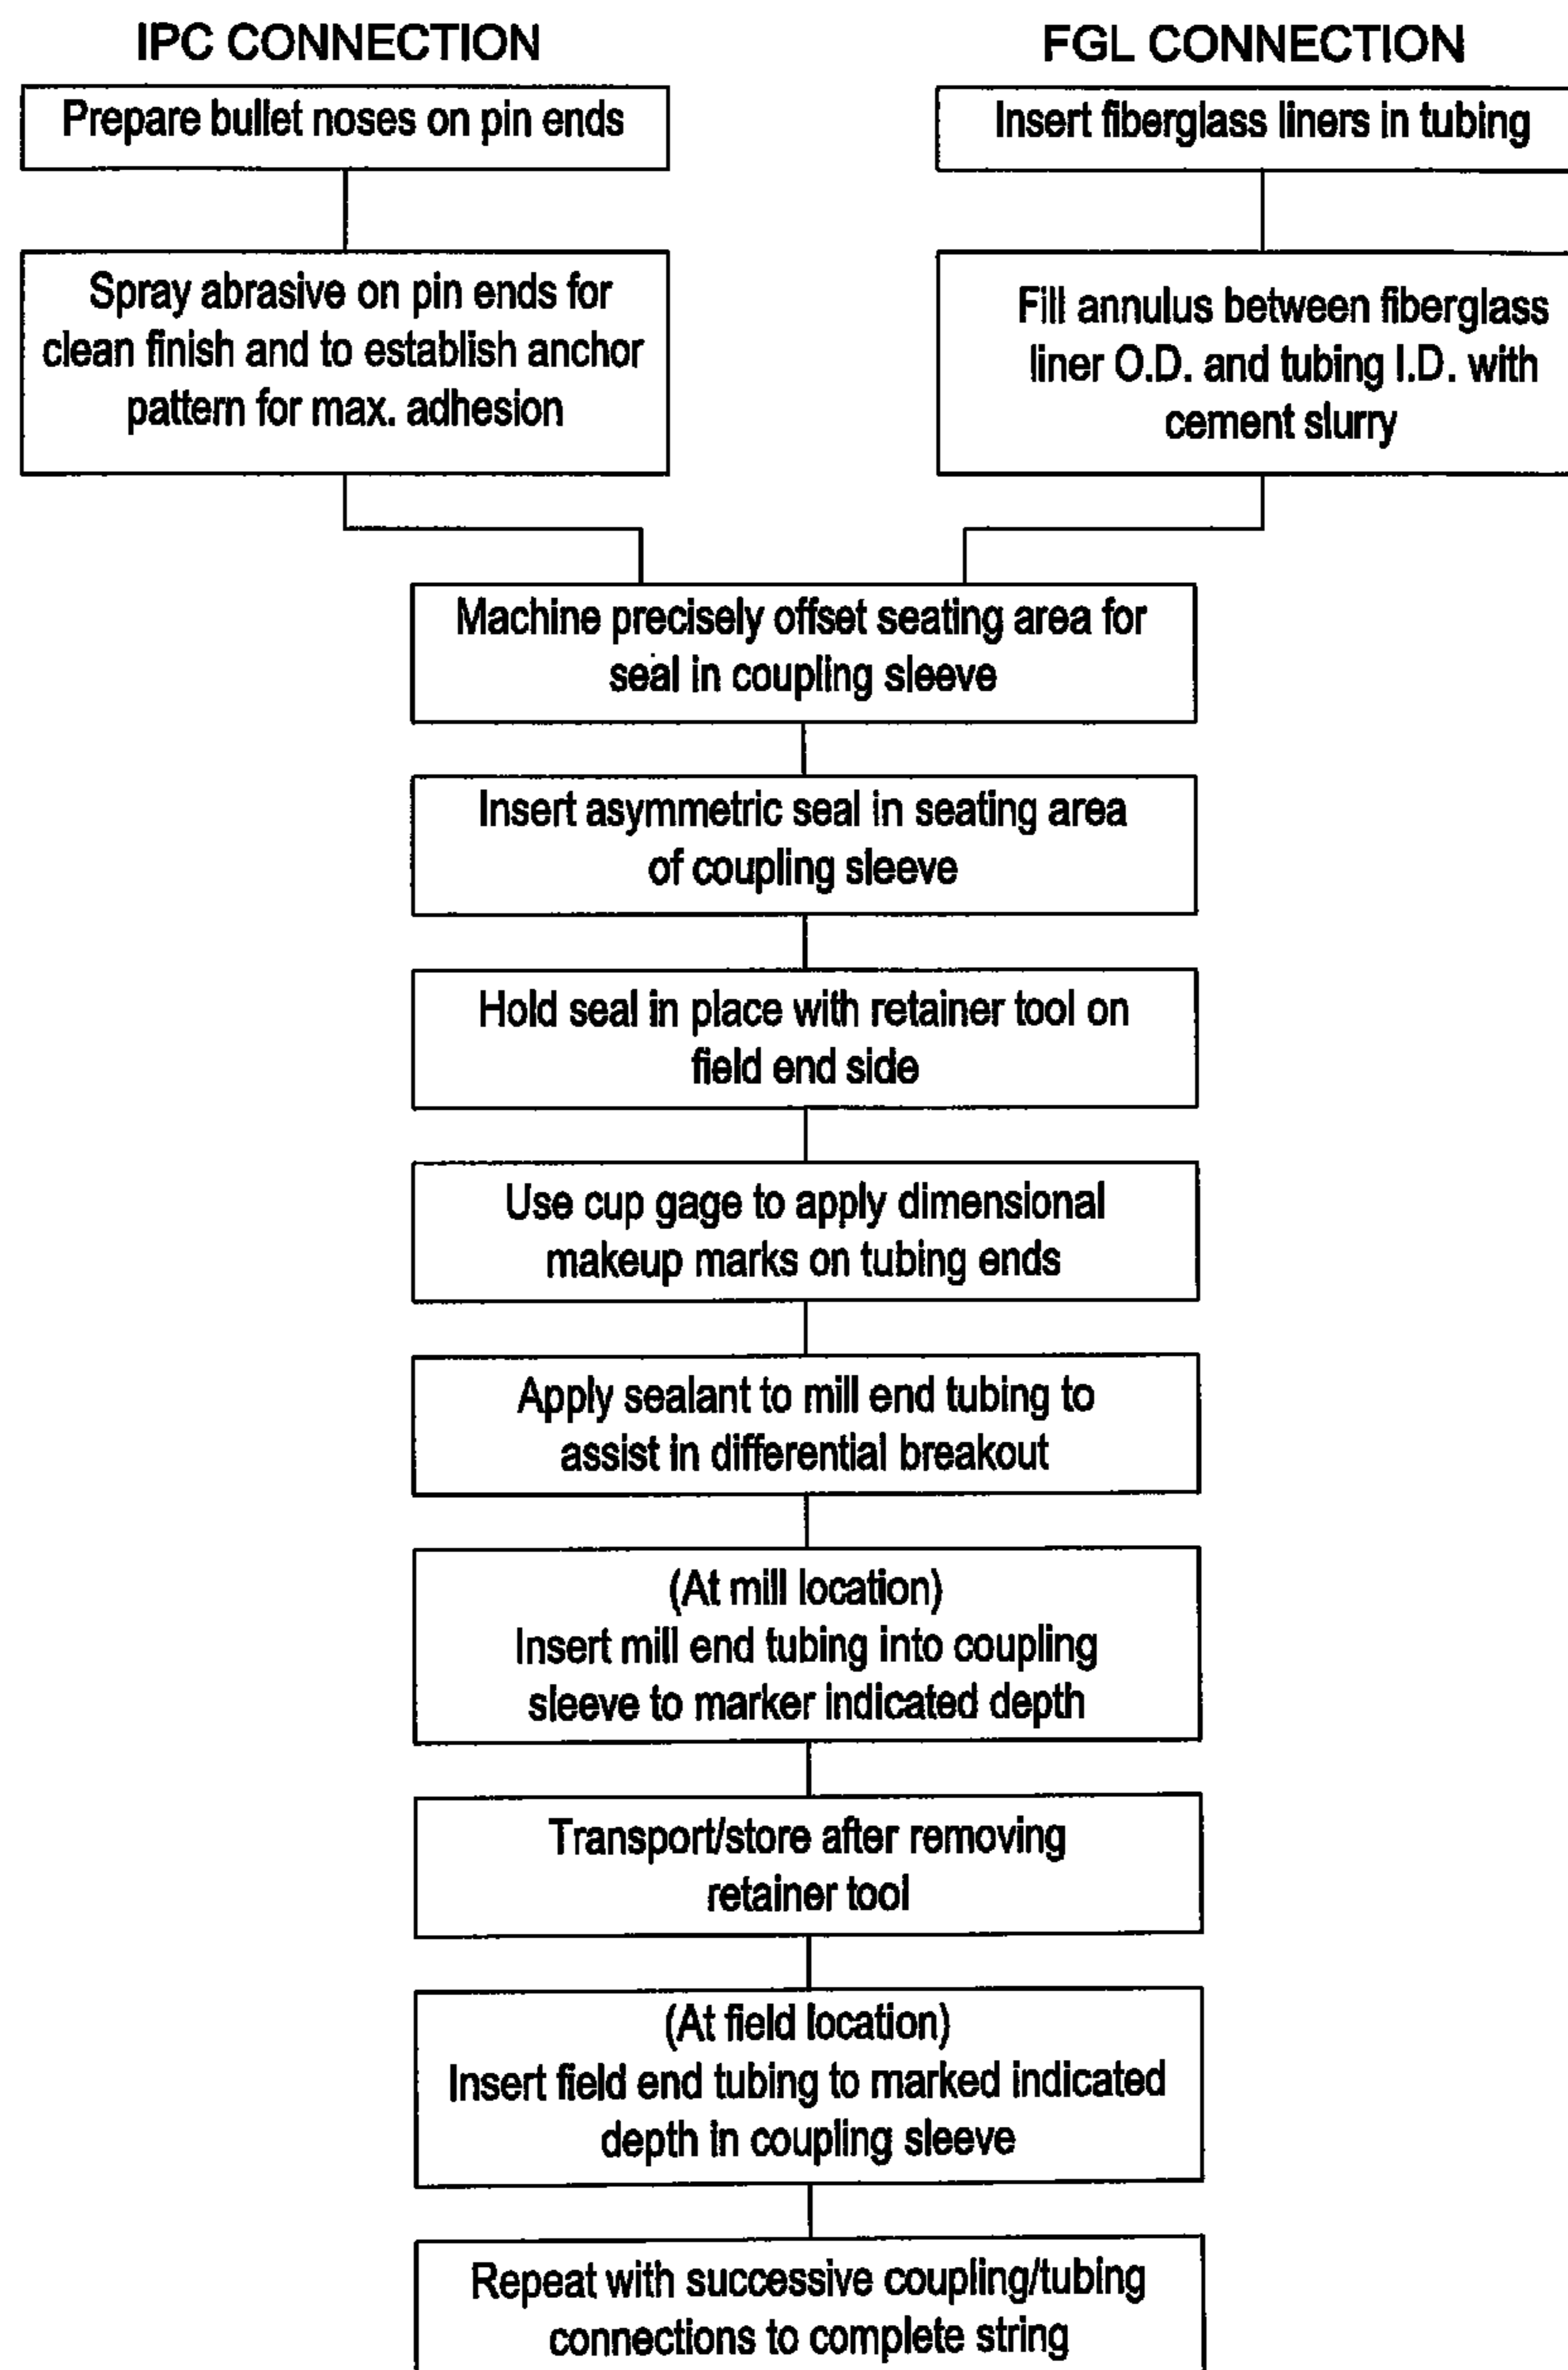 IPC CONNECTION
Prepare bullet noses on pin ends
Spray abrasive on pin ends for
clean finish and to establish anchor
pattern for max. adhesion
FGL CONNECTION
Insert fiberglass liners in tubing
Fill annulus between fiberglass
liner O.D. and tubing I.D. with
cement slurry
Machine precisely offset seating area for
seal in coupling sleeve
Insert asymmetric seal in seating area
of coupling sleeve
Hold seal in place with retainer tool on
field end side
Use cup gage to apply dimensional
makeup marks on tubing ends
Apply sealant to mill end tubing to
assist in differential breakout
(At mill location)
Insert mill end tubing into coupling
sleeve to marker indicated depth
Transport/store after removing
retainer tool
(At field location)
Insert field end tubing to marked indicated
depth in coupling sleeve
Repeat with successive coupling/tubing
connections to complete string